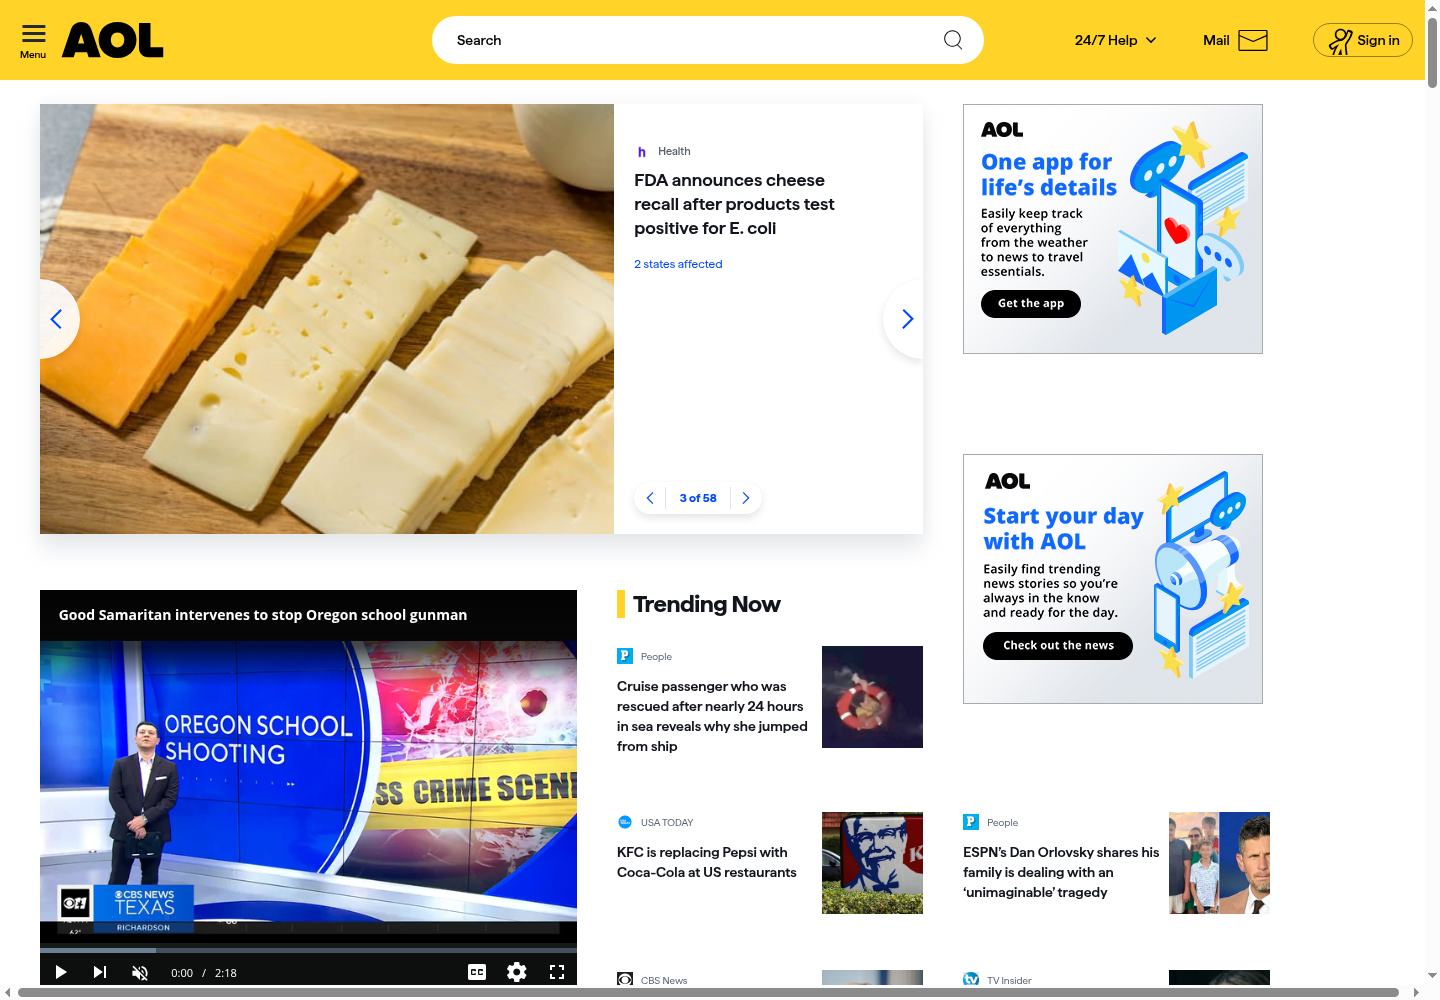 Menu
AOL
Search
24/7 Help
Mail
Sign in
h
Health
FDA announces cheese
recall after products test
positive for E. coli
2 states affected
3 of 58
AOL
One app for
life's details
Easily keep track
of everything
from the weather
to news to travel
essentials.
Get the app
AOL
Start your day
with AOL
Easily find trending
news stories so you're
always in the know
and ready for the day.
Check out the news
Good Samaritan intervenes to stop Oregon school gunman
OREGON SCHOOL
SHOOTING
SS CRIME SCEN
CBS NEWS
TEXAS
RICHARDSON
62°
0:00 / 2:18
CC
Trending Now
P
People
Cruise passenger who was
rescued after nearly 24 hours
in sea reveals why she jumped
from ship
USA TODAY
KFC is replacing Pepsi with
Coca-Cola at US restaurants
K
P
People
ESPN's Dan Orlovsky shares his
family is dealing with an
‘unimaginable’ tragedy
CBS News
tv
TV Insider